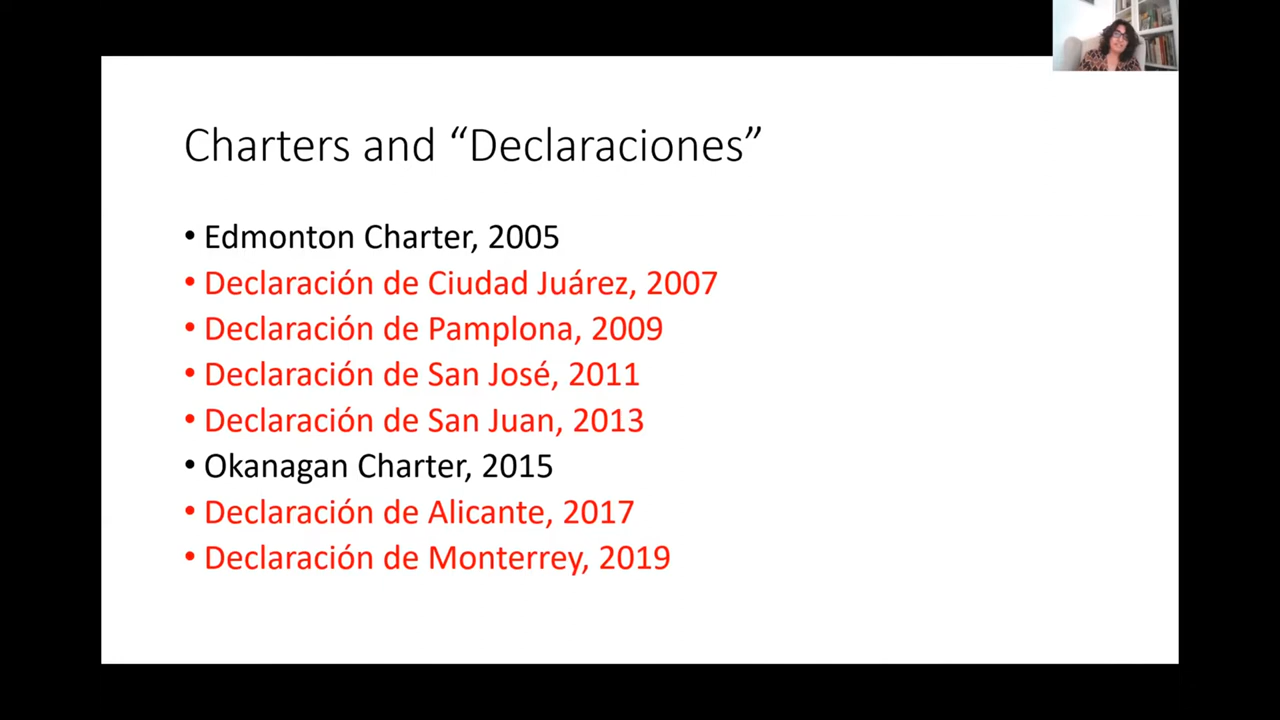 Charters and “Declaraciones”
• Edmonton Charter, 2005
• Declaración de Ciudad Juárez, 2007
• Declaración de Pamplona, 2009
• Declaración de San José, 2011
• Declaración de San Juan, 2013
• Okanagan Charter, 2015
• Declaración de Alicante, 2017
• Declaración de Monterrey, 2019